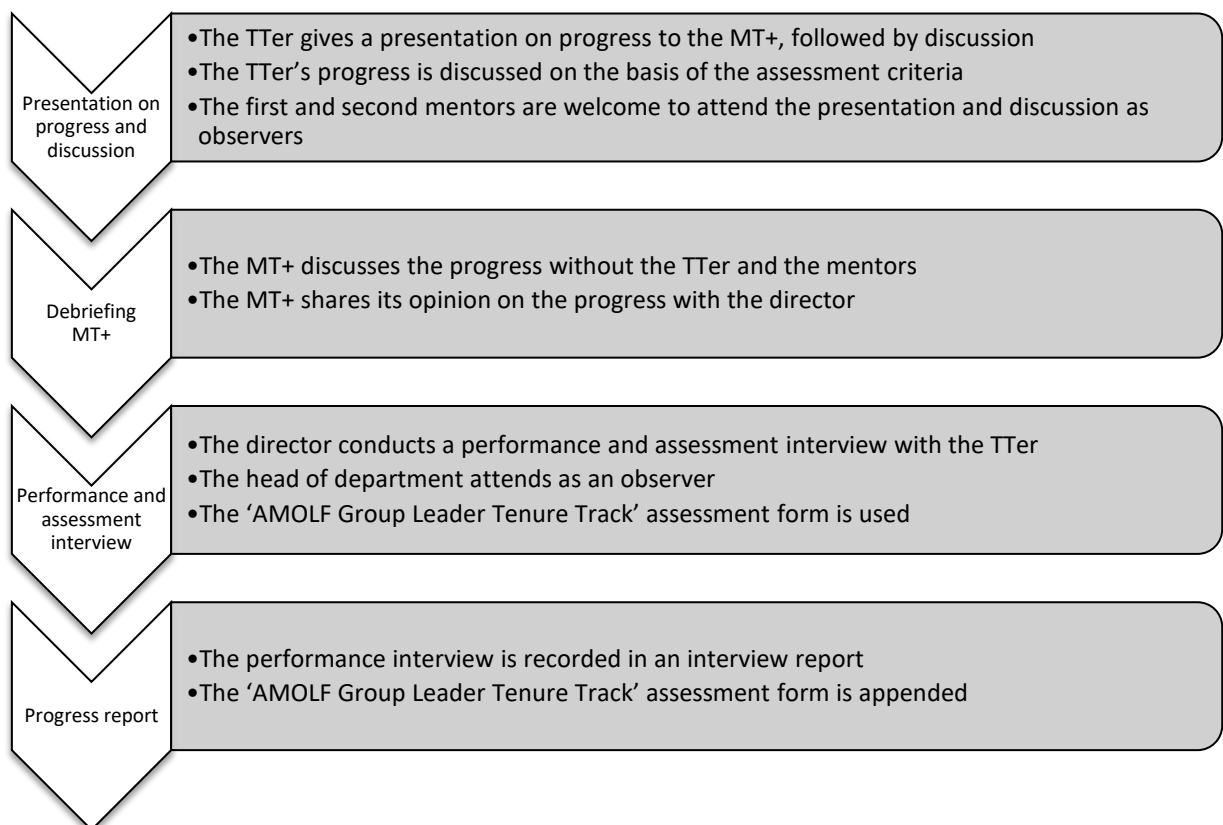 Presentation on
progress and
discussion
•The TTer gives a presentation on progress to the MT+, followed by discussion
•The TTer’s progress is discussed on the basis of the assessment criteria
•The first and second mentors are welcome to attend the presentation and discussion as
observers
Debriefing
MT+
•The MT+ discusses the progress without the TTer and the mentors
•The MT+ shares its opinion on the progress with the director
Performance and
assessment
interview
•The director conducts a performance and assessment interview with the TTer
•The head of department attends as an observer
•The ‘AMOLF Group Leader Tenure Track’ assessment form is used
Progress report
•The performance interview is recorded in an interview report
•The ‘AMOLF Group Leader Tenure Track’ assessment form is appended